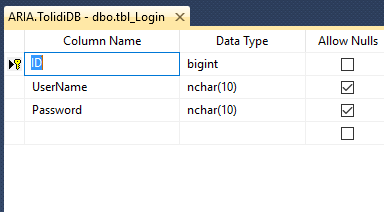 ARIA.TolidiDB - dbo.tbl_Login ×
Column Name Data Type Allow Nulls
ID bigint
UserName nchar(10)
Password nchar(10)